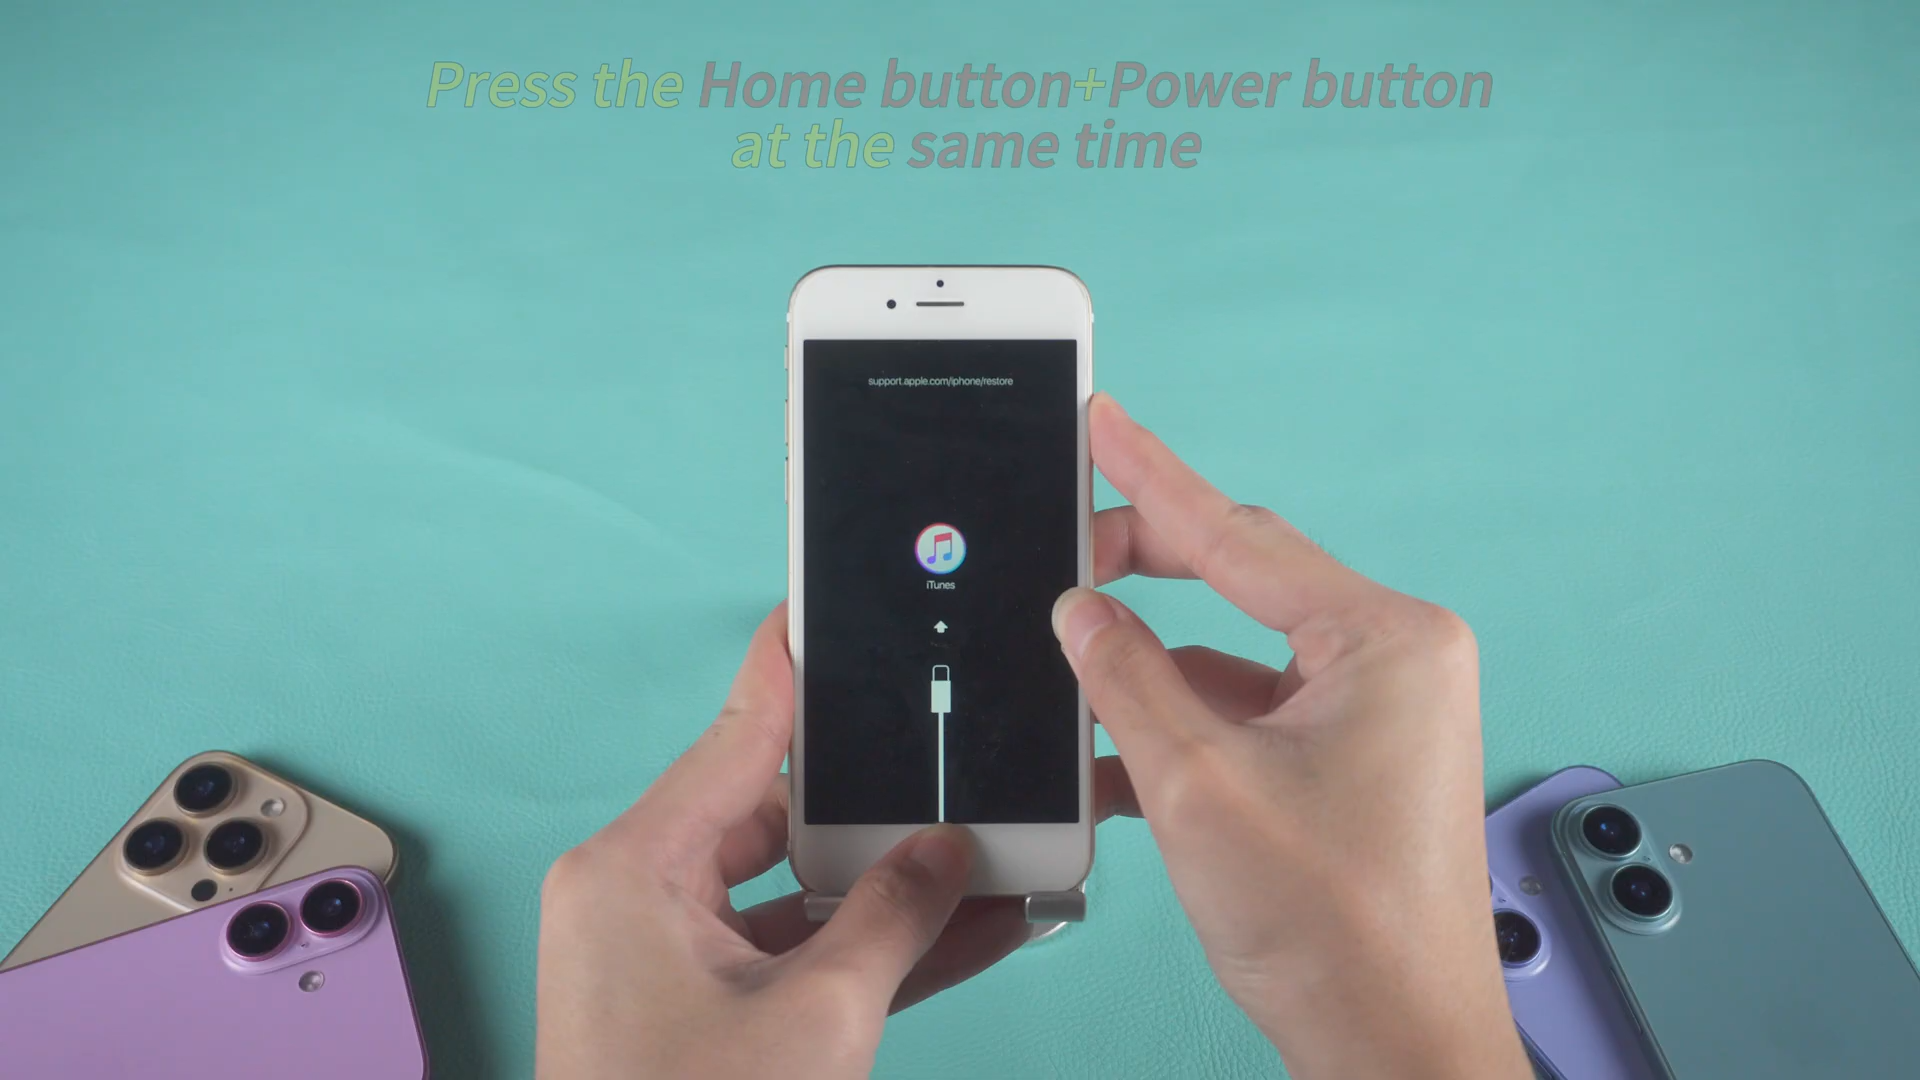 Press the Home button+Power button
at the same time
support.apple.com/iphone/restore
iTunes